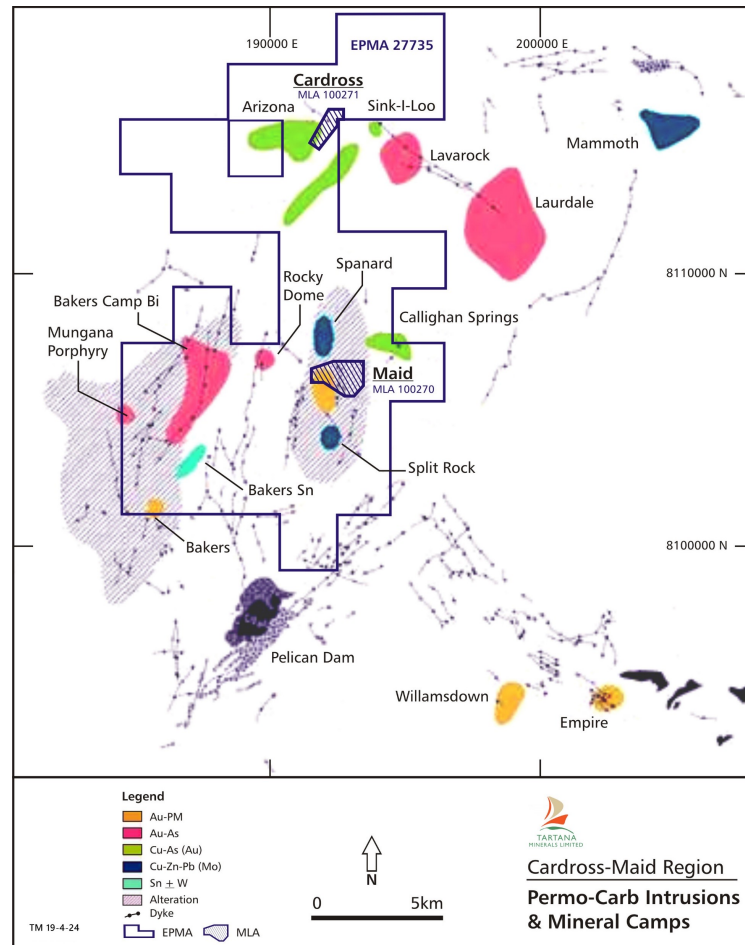 190000 E
200000 E
EPMA 27735
Cardross
MLA 100271
Arizona
Sink-I-Loo
Mammoth
Lavarock
Laurdale
8110000 N
Rocky
Dome
Spanard
Bakers Camp Bi
Mungana
Porphyry
Callighan Springs
Maid
MLA 100270
Split Rock
Bakers Sn
Bakers
8100000 N
Pelican Dam
Willamsdown
Empire
Legend
Au-PM
Au-As
Cu-As (Au)
Cu-Zn-Pb (Mo)
Sn ± W
Alteration
Dyke
EPMA
MLA
N
0
5km
TARTANA
MINERALS LIMITED
Cardross-Maid Region
Permo-Carb Intrusions
& Mineral Camps
TM 19-4-24